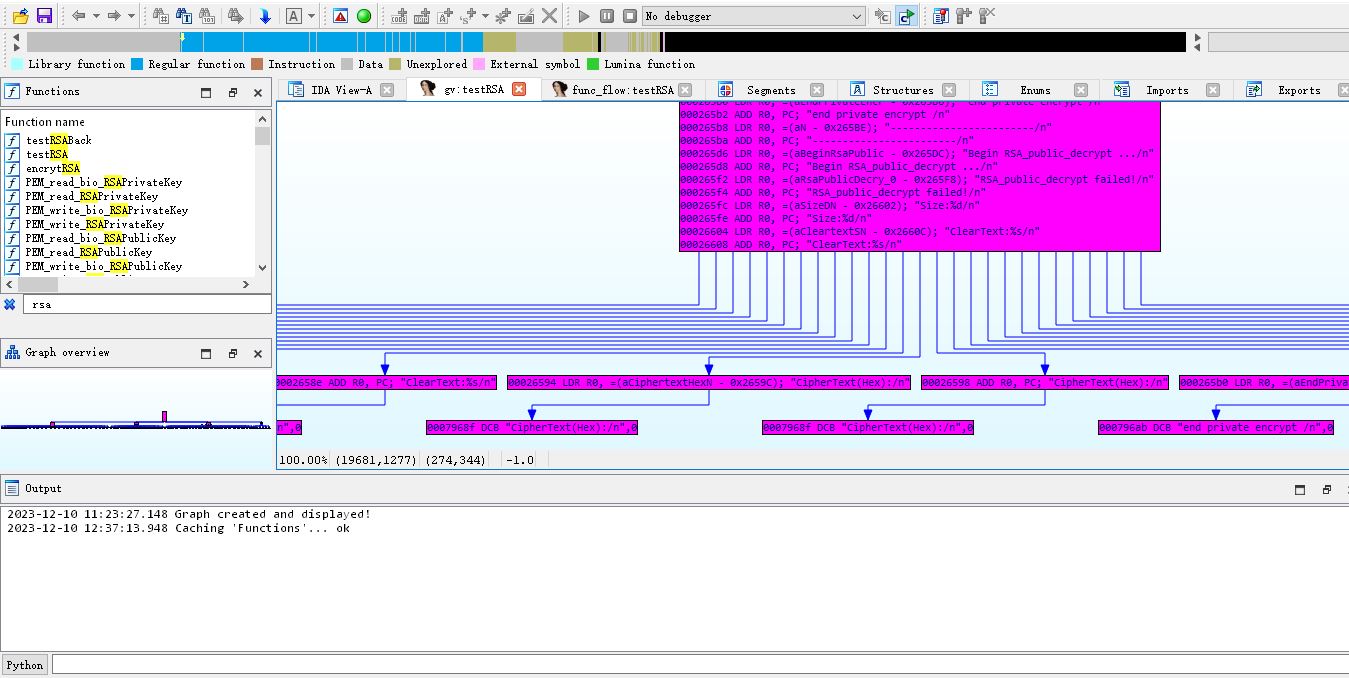 No debugger
Library function Regular function Instruction Data Unexplored External symbol Lumina function
Functions
IDA View-A gv:testRSA func_flow:testRSA Segments Structures Enums Imports Exports
Function name
testRSABack
testRSA
encrytRSA
PEM_read_bio_RSAPrivateKey
PEM_read_RSAPrivateKey
PEM_write_bio_RSAPrivateKey
PEM_write_RSAPrivateKey
PEM_read_bio_RSAPublicKey
PEM_read_RSAPublicKey
PEM_write_bio_RSAPublicKey
rsa
Graph overview
000265b2 ADD R0, PC; "end private encrypt /n"
000265b8 LDR R0, =(aN - 0x265BE); "------------------------/n"
000265ba ADD R0, PC; "------------------------/n"
000265d6 LDR R0, =(aBeginRsaPublic - 0x265DC); "Begin RSA_public_decrypt .../n"
000265d8 ADD R0, PC; "Begin RSA_public_decrypt .../n"
000265f2 LDR R0, =(aRsaPublicDecry_0 - 0x265F8); "RSA_public_decrypt failed!/n"
000265f4 ADD R0, PC; "RSA_public_decrypt failed!/n"
000265fc LDR R0, =(aSizeDN - 0x26602); "Size:%d/n"
000265fe ADD R0, PC; "Size:%d/n"
00026604 LDR R0, =(aCleartextSN - 0x2660C); "ClearText:%s/n"
00026608 ADD R0, PC; "ClearText:%s/n"
0002658e ADD R0, PC; "ClearText:%s/n" 00026594 LDR R0, =(aCiphertextHexN - 0x2659C); "CipherText(Hex):/n" 00026598 ADD R0, PC; "CipherText(Hex):/n" 000265b0 LDR R0, =(aEndPriva
n",0 0007968f DCB "CipherText(Hex):/n",0 0007968f DCB "CipherText(Hex):/n",0 000796ab DCB "end private encrypt /n",0
100.00% (19681,1277) (274,344) -1.0
Output
2023-12-10 11:23:27.148 Graph created and displayed!
2023-12-10 12:37:13.948 Caching 'Functions'... ok
Python